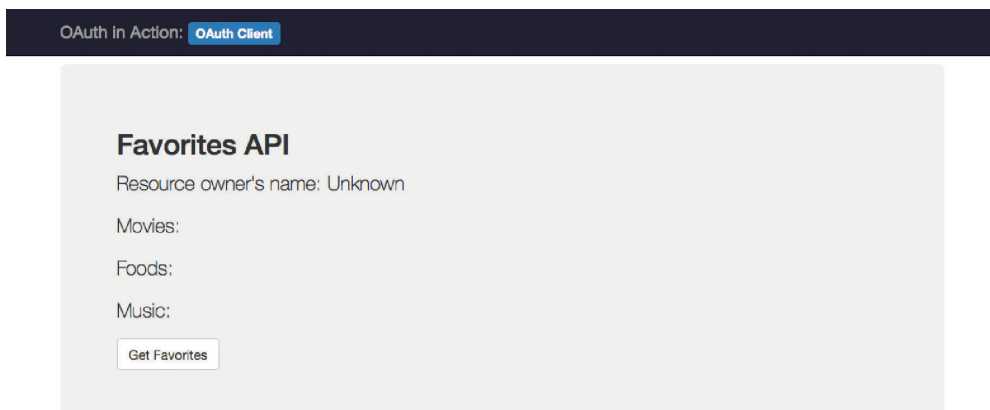 OAuth in Action: OAuth Client
Favorites API
Resource owner's name: Unknown
Movies:
Foods:
Music:
Get Favorites